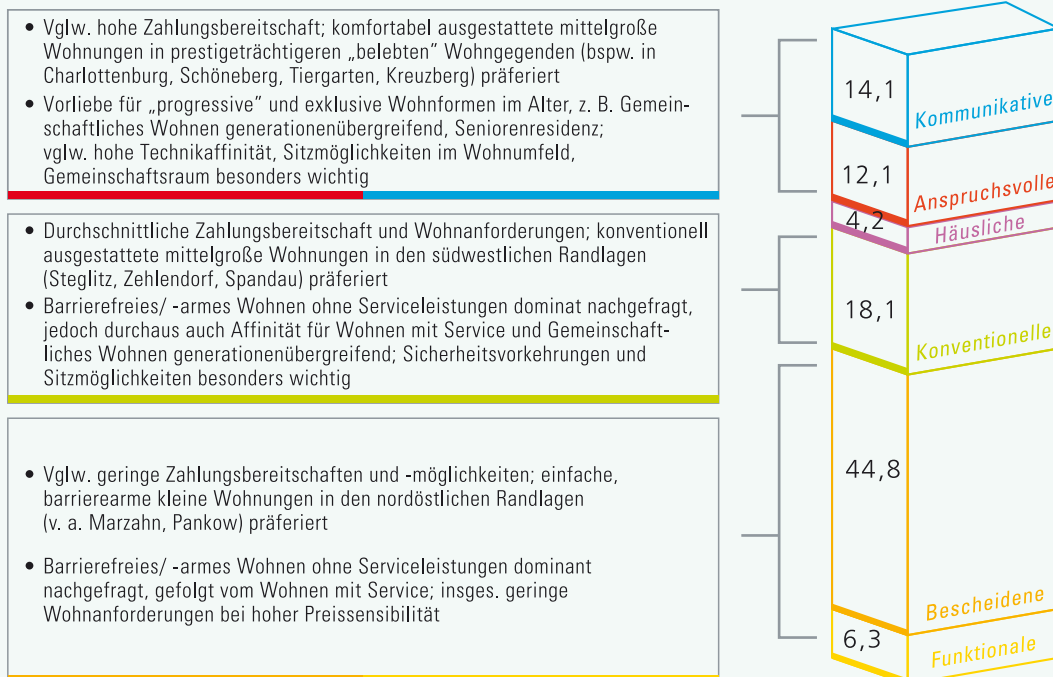 • Vglw. hohe Zahlungsbereitschaft; komfortabel ausgestattete mittelgroße
Wohnungen in prestigeträchtigeren „belebten” Wohngegenden (bspw. in
Charlottenburg, Schöneberg, Tiergarten, Kreuzberg) präferiert
• Vorliebe für „progressive” und exklusive Wohnformen im Alter, z. B. Gemein-
schaftliches Wohnen generationenübergreifend, Seniorenresidenz;
vglw. hohe Technikaffinität, Sitzmöglichkeiten im Wohnumfeld,
Gemeinschaftsraum besonders wichtig
• Durchschnittliche Zahlungsbereitschaft und Wohnanforderungen; konventionell
ausgestattete mittelgroße Wohnungen in den südwestlichen Randlagen
(Steglitz, Zehlendorf, Spandau) präferiert
• Barrierefreies/ -armes Wohnen ohne Serviceleistungen dominat nachgefragt,
jedoch durchaus auch Affinität für Wohnen mit Service und Gemeinschaft-
liches Wohnen generationenübergreifend; Sicherheitsvorkehrungen und
Sitzmöglichkeiten besonders wichtig
• Vglw. geringe Zahlungsbereitschaften und -möglichkeiten; einfache,
barrierearme kleine Wohnungen in den nordöstlichen Randlagen
(v. a. Marzahn, Pankow) präferiert
• Barrierefreies/ -armes Wohnen ohne Serviceleistungen dominant
nachgefragt, gefolgt vom Wohnen mit Service; insges. geringe
Wohnanforderungen bei hoher Preissensibilität
14,1 Kommunikative
12,1 Anspruchsvolle
4,2 Häusliche
18,1 Konventionelle
44,8 Bescheidene
6,3 Funktionale